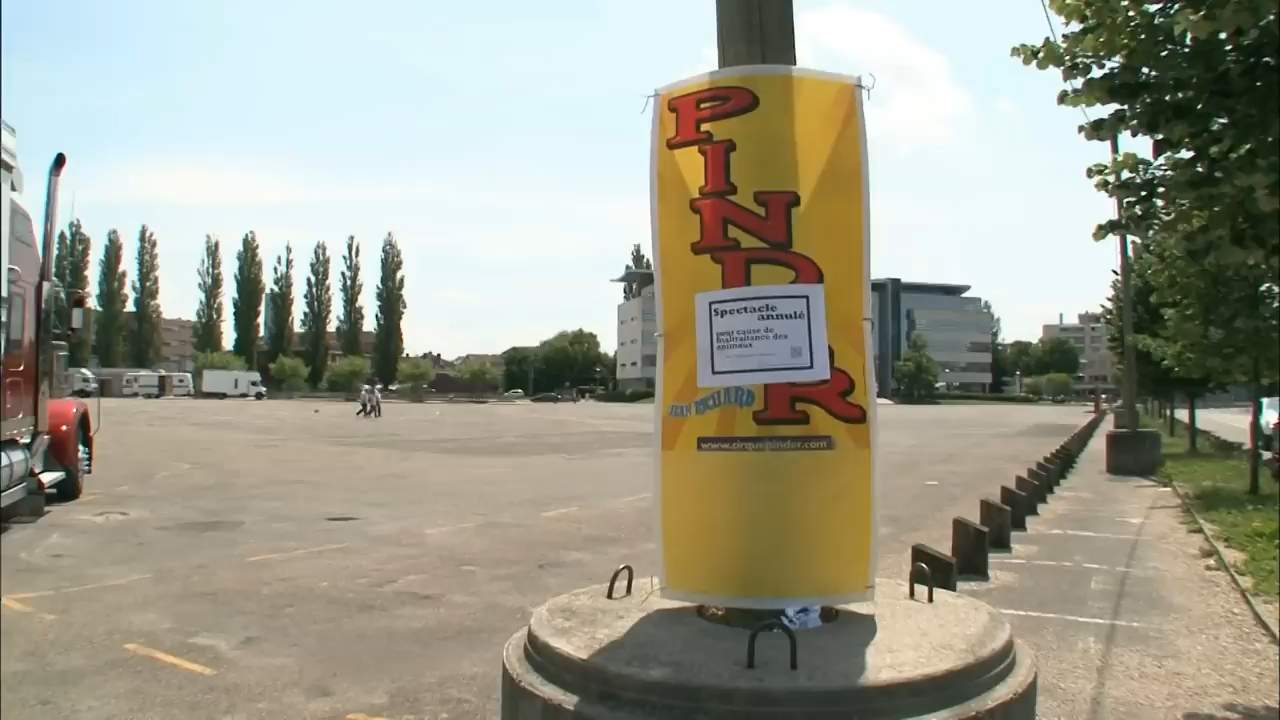 PINDER
Spectacle
annulé
pour cause de
maltraitance des
animaux
JEAN RICHARD
www.cirquepinder.com